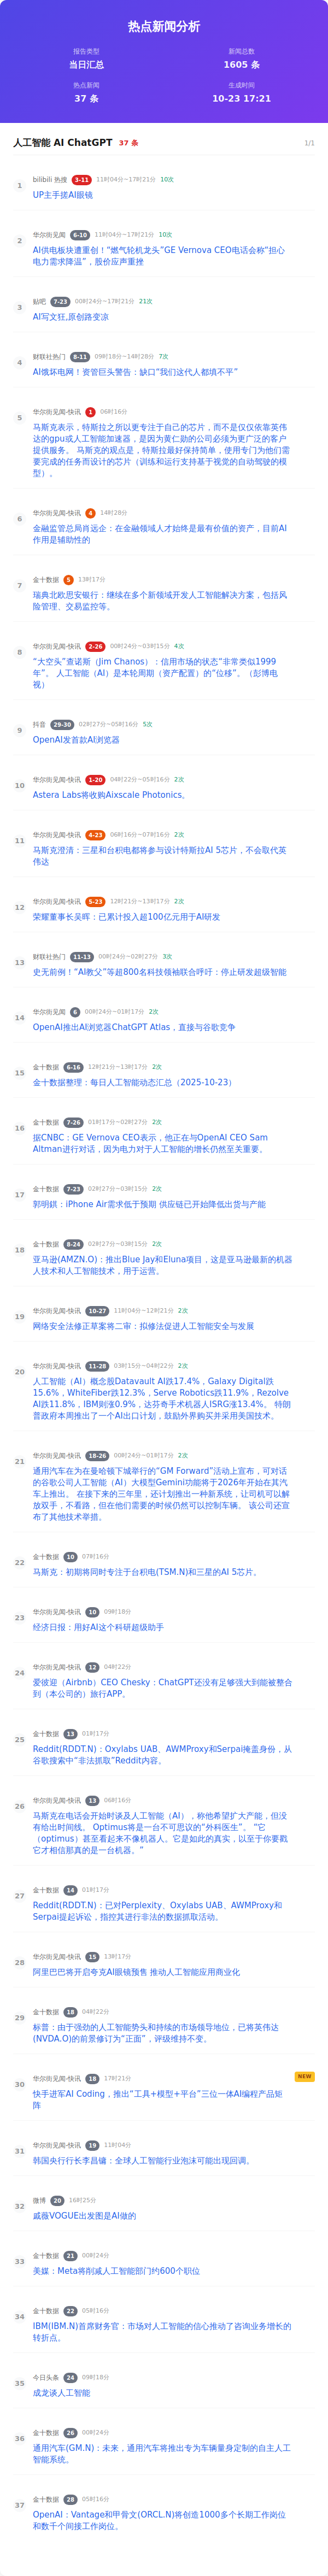 热点新闻分析
报告类型
当日汇总
新闻总数
1605 条
热点新闻
37 条
生成时间
10-23 17:21
人工智能 AI ChatGPT 37 条 1/1
1
bilibili 热搜 3-11 11时04分~17时21分 10次
UP主手搓AI眼镜
2
华尔街见闻 6-10 11时04分~17时21分 10次
AI供电板块遭重创！“燃气轮机龙头”GE Vernova CEO电话会称“担心
电力需求降温”，股价应声重挫
3
贴吧 7-23 00时24分~17时21分 21次
AI写文狂,原创路变凉
4
财联社热门 8-11 09时18分~14时28分 7次
AI饿坏电网！资管巨头警告：缺口“我们这代人都填不平”
5
华尔街见闻-快讯 1 06时16分
马斯克表示，特斯拉之所以更专注于自己的芯片，而不是仅仅依靠英伟
达的gpu或人工智能加速器，是因为黄仁勋的公司必须为更广泛的客户
提供服务。 马斯克的观点是，特斯拉最好保持简单，使用专门为他们需
要完成的任务而设计的芯片（训练和运行支持基于视觉的自动驾驶的模
型）。
6
华尔街见闻-快讯 4 14时28分
金融监管总局肖远企：在金融领域人才始终是最有价值的资产，目前AI
作用是辅助性的
7
金十数据 5 13时17分
瑞典北欧思安银行：继续在多个新领域开发人工智能解决方案，包括风
险管理、交易监控等。
8
华尔街见闻-快讯 2-26 00时24分~03时15分 4次
“大空头”查诺斯（Jim Chanos）：信用市场的状态“非常类似1999
年”。 人工智能（AI）是本轮周期（资产配置）的“位移”。（彭博电
视）
9
抖音 29-30 02时27分~05时16分 5次
OpenAI发首款AI浏览器
10
华尔街见闻-快讯 1-20 04时22分~05时16分 2次
Astera Labs将收购Aixscale Photonics。
11
华尔街见闻-快讯 4-23 06时16分~07时16分 2次
马斯克澄清：三星和台积电都将参与设计特斯拉AI 5芯片，不会取代英
伟达
12
华尔街见闻-快讯 5-23 12时21分~13时17分 2次
荣耀董事长吴晖：已累计投入超100亿元用于AI研发
13
财联社热门 11-13 00时24分~02时27分 3次
史无前例！“AI教父”等超800名科技领袖联合呼吁：停止研发超级智能
14
华尔街见闻 6 00时24分~01时17分 2次
OpenAI推出AI浏览器ChatGPT Atlas，直接与谷歌竞争
15
金十数据 6-16 12时21分~13时17分 2次
金十数据整理：每日人工智能动态汇总（2025-10-23）
16
金十数据 7-26 01时17分~02时27分 2次
据CNBC：GE Vernova CEO表示，他正在与OpenAI CEO Sam
Altman进行对话，因为电力对于人工智能的增长仍然至关重要。
17
金十数据 7-23 02时27分~03时15分 2次
郭明錤：iPhone Air需求低于预期 供应链已开始降低出货与产能
18
金十数据 8-24 02时27分~03时15分 2次
亚马逊(AMZN.O)：推出Blue Jay和Eluna项目，这是亚马逊最新的机器
人技术和人工智能技术，用于运营。
19
华尔街见闻-快讯 10-27 11时04分~12时21分 2次
网络安全法修正草案将二审：拟修法促进人工智能安全与发展
20
华尔街见闻-快讯 11-28 03时15分~04时22分 2次
人工智能（AI）概念股Datavault AI跌17.4%，Galaxy Digital跌
15.6%，WhiteFiber跌12.3%，Serve Robotics跌11.9%，Rezolve
AI跌11.8%，IBM则涨0.9%，达芬奇手术机器人ISRG涨13.4%。 特朗
普政府本周推出了一个AI出口计划，鼓励外界购买并采用美国技术。
21
华尔街见闻-快讯 18-26 00时24分~01时17分 2次
通用汽车在为在曼哈顿下城举行的“GM Forward”活动上宣布，可对话
的谷歌公司人工智能（AI）大模型Gemini功能将于2026年开始在其汽
车上推出。 在接下来的三年里，还计划推出一种新系统，让司机可以解
放双手，不看路，但在他们需要的时候仍然可以控制车辆。 该公司还宣
布了其他技术举措。
22
金十数据 10 07时16分
马斯克：初期将同时专注于台积电(TSM.N)和三星的AI 5芯片。
23
华尔街见闻-快讯 10 09时18分
经济日报：用好AI这个科研超级助手
24
华尔街见闻-快讯 12 04时22分
爱彼迎（Airbnb）CEO Chesky：ChatGPT还没有足够强大到能被整合
到（本公司的）旅行APP。
25
金十数据 13 01时17分
Reddit(RDDT.N)：Oxylabs UAB、AWMProxy和Serpai掩盖身份，从
谷歌搜索中“非法抓取”Reddit内容。
26
华尔街见闻-快讯 13 06时16分
马斯克在电话会开始时谈及人工智能（AI），称他希望扩大产能，但没
有给出时间线。 Optimus将是一台不可思议的“外科医生”。 “它
（optimus）甚至看起来不像机器人。它是如此的真实，以至于你要戳
它才相信那真的是一台机器。”
27
金十数据 14 01时17分
Reddit(RDDT.N)：已对Perplexity、Oxylabs UAB、AWMProxy和
Serpai提起诉讼，指控其进行非法的数据抓取活动。
28
华尔街见闻-快讯 15 13时17分
阿里巴巴将开启夸克AI眼镜预售 推动人工智能应用商业化
29
金十数据 18 04时22分
标普：由于强劲的人工智能势头和持续的市场领导地位，已将英伟达
(NVDA.O)的前景修订为“正面”，评级维持不变。
30
华尔街见闻-快讯 18 17时21分 NEW
快手进军AI Coding，推出“工具+模型+平台”三位一体AI编程产品矩
阵
31
华尔街见闻-快讯 19 11时04分
韩国央行行长李昌镛：全球人工智能行业泡沫可能出现回调。
32
微博 20 16时25分
戚薇VOGUE出发图是AI做的
33
金十数据 21 00时24分
美媒：Meta将削减人工智能部门约600个职位
34
金十数据 22 05时16分
IBM(IBM.N)首席财务官：市场对人工智能的信心推动了咨询业务增长的
转折点。
35
今日头条 24 09时18分
成龙谈人工智能
36
金十数据 26 00时24分
通用汽车(GM.N)：未来，通用汽车将推出专为车辆量身定制的自主人工
智能系统。
37
金十数据 28 05时16分
OpenAI：Vantage和甲骨文(ORCL.N)将创造1000多个长期工作岗位
和数千个间接工作岗位。